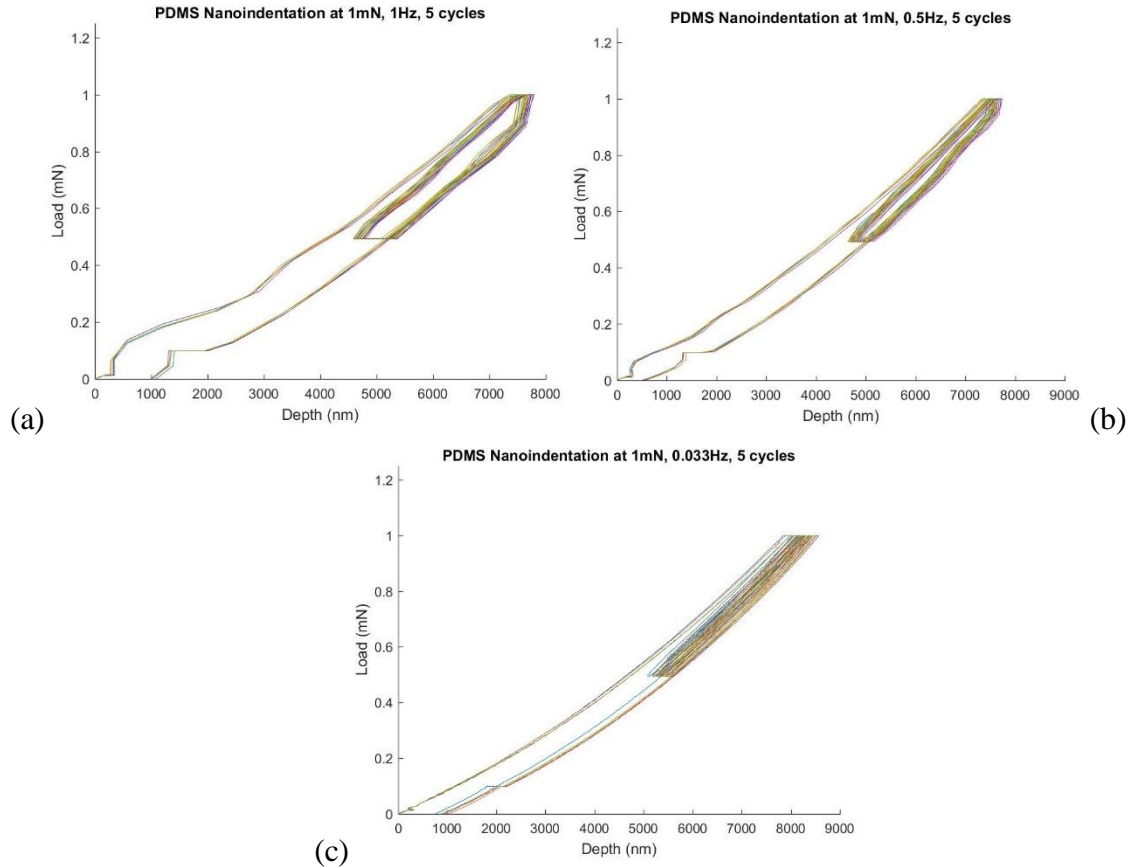 PDMS Nanoindentation at 1mN, 1Hz, 5 cycles
1.2
1
0.8
0.6
0.4
0.2
0
Load (mN)
0 1000 2000 3000 4000 5000 6000 7000 8000
Depth (nm)
(a)
PDMS Nanoindentation at 1mN, 0.5Hz, 5 cycles
1.2
1
0.8
0.6
0.4
0.2
0
Load (mN)
0 1000 2000 3000 4000 5000 6000 7000 8000 9000
Depth (nm)
(b)
PDMS Nanoindentation at 1mN, 0.033Hz, 5 cycles
1.2
1
0.8
0.6
0.4
0.2
0
Load (mN)
0 1000 2000 3000 4000 5000 6000 7000 8000 9000
Depth (nm)
(c)